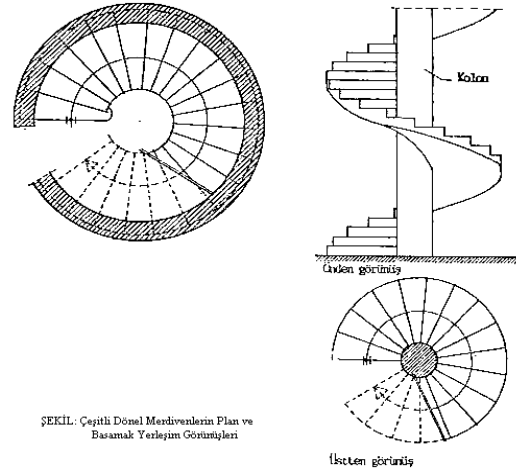 Kolon
Önden görünüş
ŞEKİL: Çeşitli Dönel Merdivenlerin Plan ve
Basamak Yerleşim Görünüşleri
Üstten görünüş